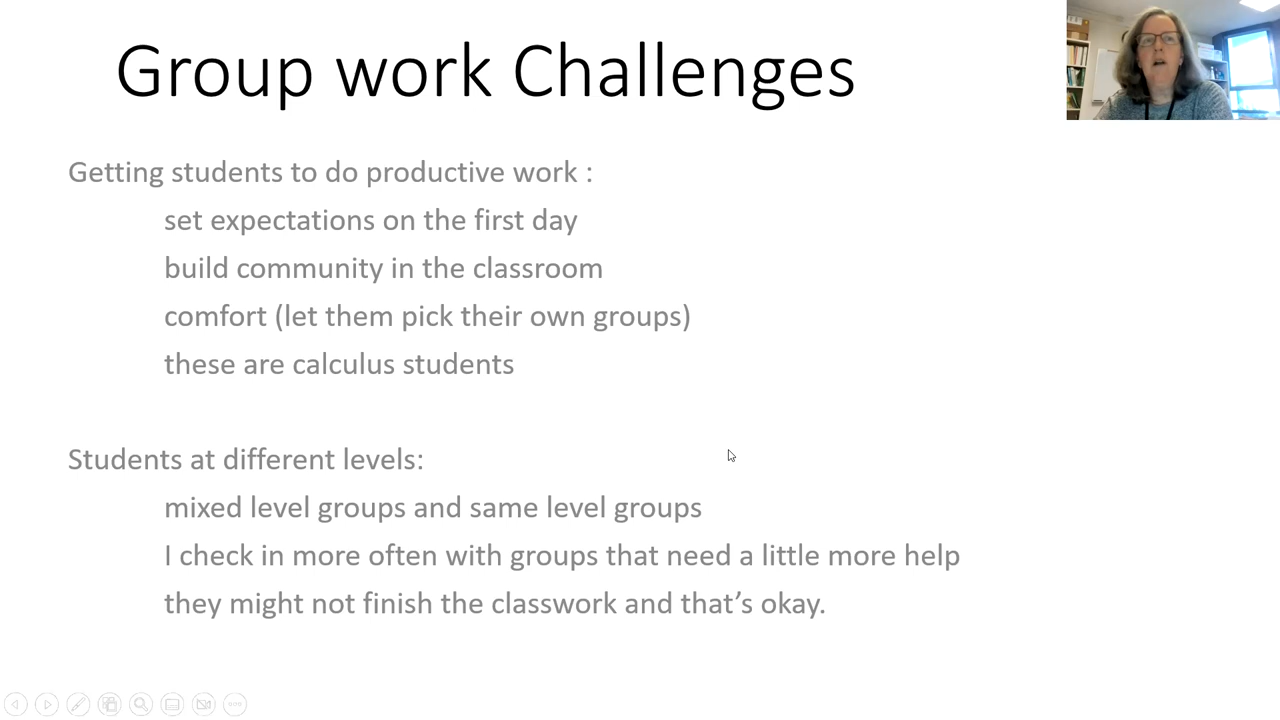 Group work Challenges
Getting students to do productive work :
set expectations on the first day
build community in the classroom
comfort (let them pick their own groups)
these are calculus students
Students at different levels:
mixed level groups and same level groups
I check in more often with groups that need a little more help
they might not finish the classwork and that’s okay.